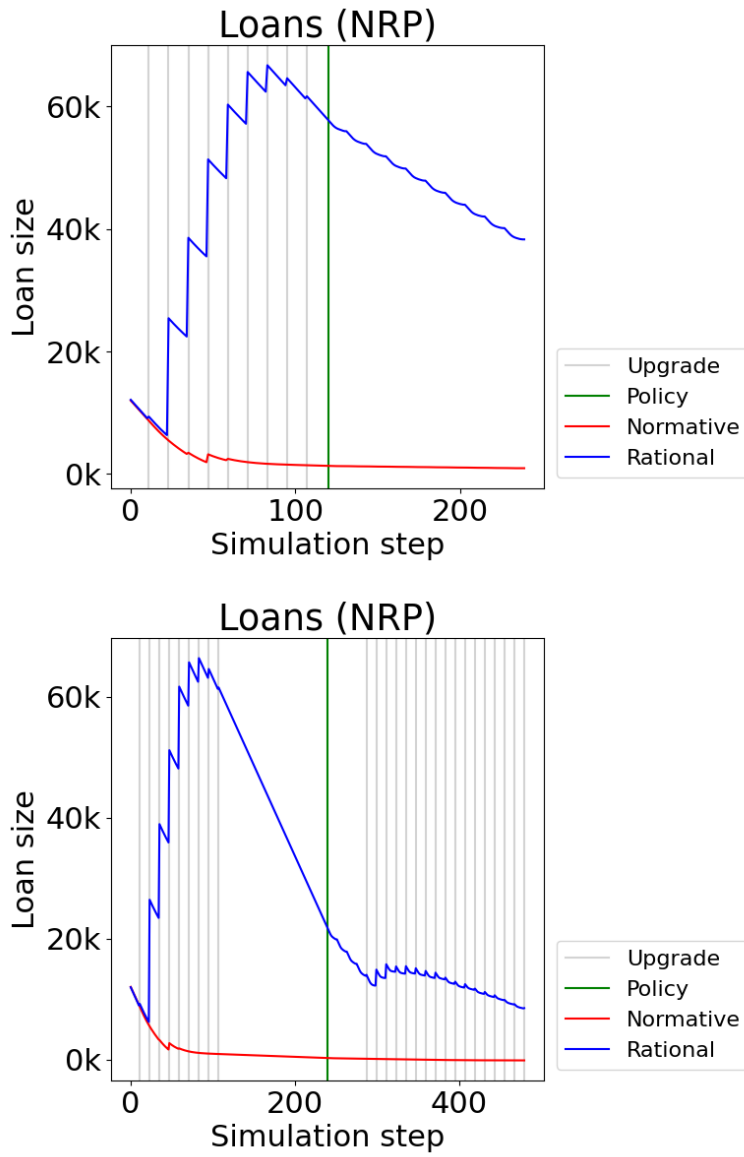 Loans (NRP)
60k
40k
20k
0k
Loan size
0 100 200
Simulation step
Upgrade
Policy
Normative
Rational
Loans (NRP)
60k
40k
20k
0k
Loan size
0 200 400
Simulation step
Upgrade
Policy
Normative
Rational